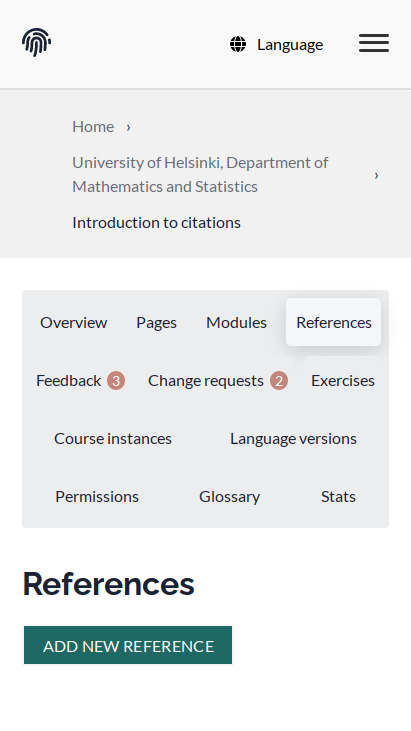 Language
Home ›
University of Helsinki, Department of
Mathematics and Statistics ›
Introduction to citations
Overview Pages Modules References
Feedback 3 Change requests 2 Exercises
Course instances Language versions
Permissions Glossary Stats
References
ADD NEW REFERENCE